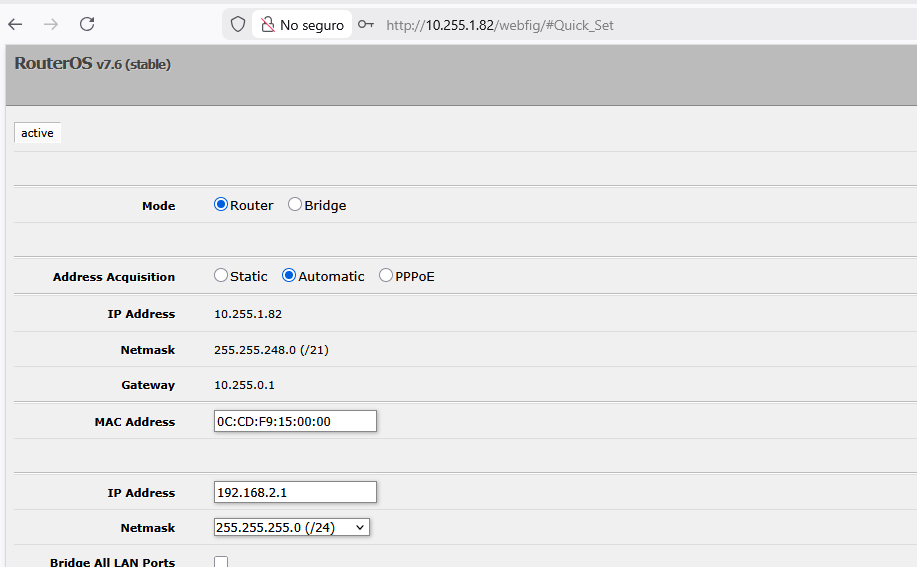 No seguro http://10.255.1.82/webfig/#Quick_Set
RouterOS v7.6 (stable)
active
Mode Router Bridge
Address Acquisition Static Automatic PPPoE
IP Address 10.255.1.82
Netmask 255.255.248.0 (/21)
Gateway 10.255.0.1
MAC Address 0C:CD:F9:15:00:00
IP Address 192.168.2.1
Netmask 255.255.255.0 (/24)
Bridge All LAN Ports